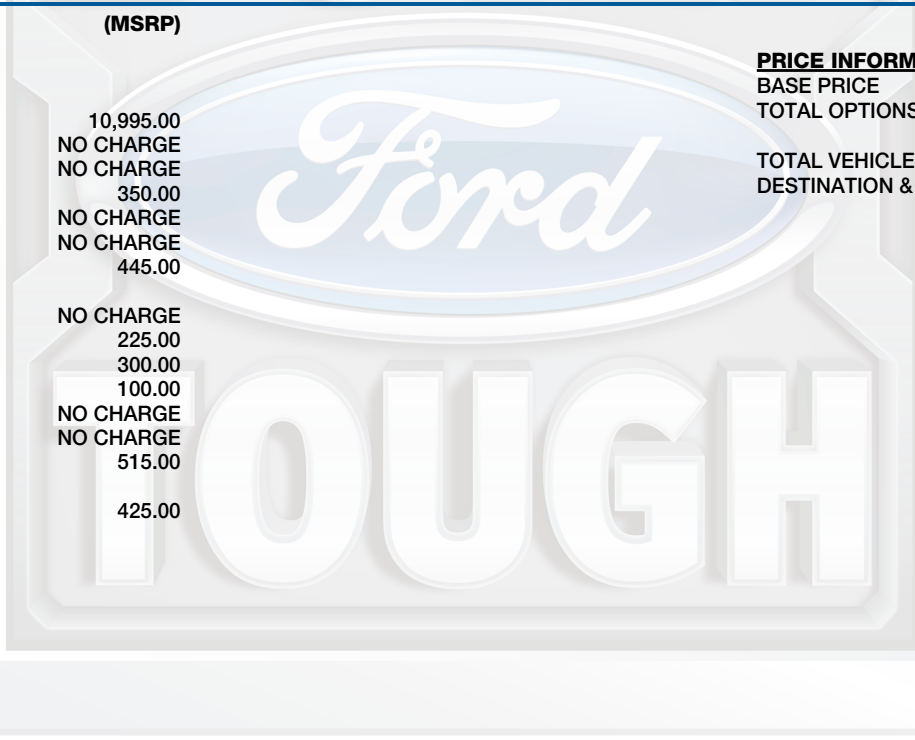 (MSRP)
10,995.00
NO CHARGE
NO CHARGE
350.00
NO CHARGE
NO CHARGE
445.00
NO CHARGE
225.00
300.00
100.00
NO CHARGE
NO CHARGE
515.00
425.00
PRICE INFORM
BASE PRICE
TOTAL OPTIONS
TOTAL VEHICLE
DESTINATION &
Ford
TOUGH